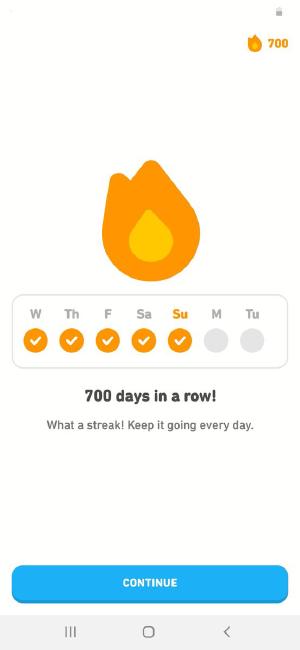 700
W Th F Sa Su M Tu
700 days in a row!
What a streak! Keep it going every day.
CONTINUE